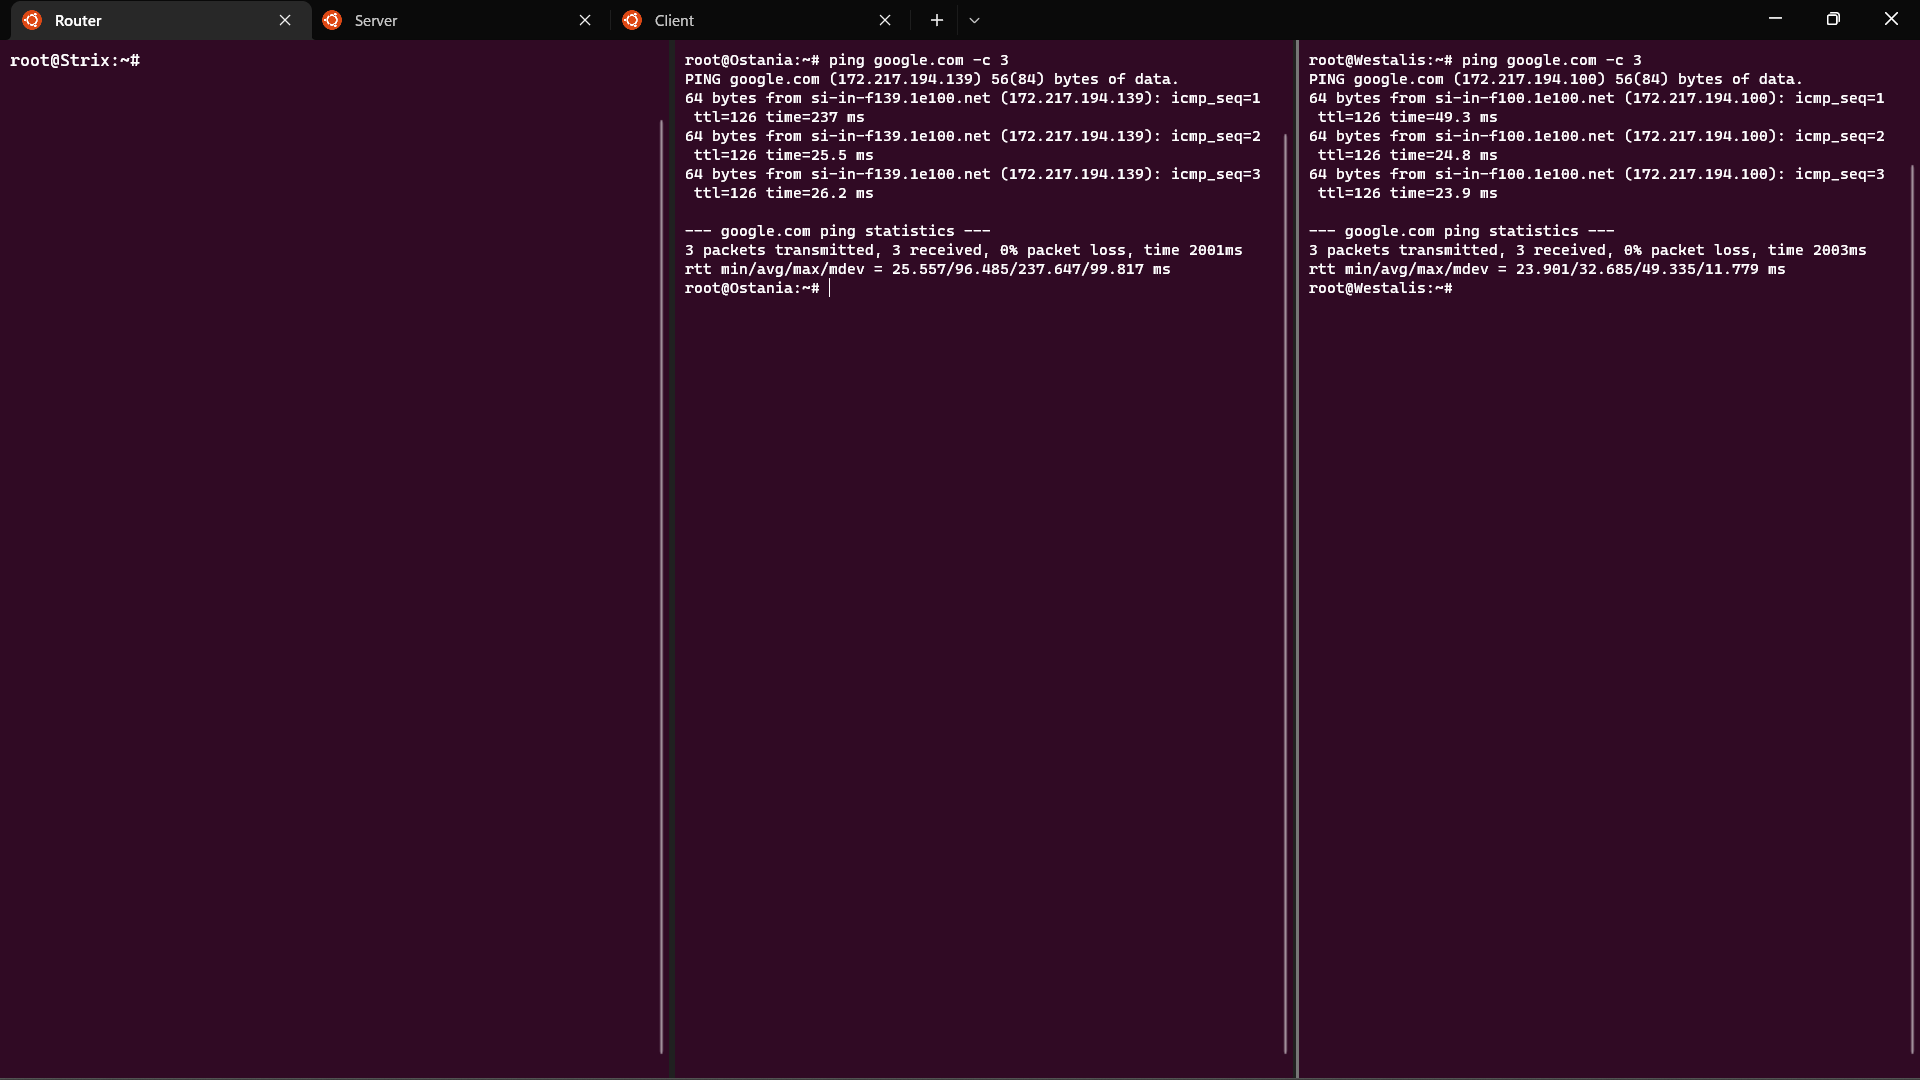 Router
Server
Client
root@Strix:~#
root@Ostania:~# ping google.com -c 3
PING google.com (172.217.194.139) 56(84) bytes of data.
64 bytes from si-in-f139.1e100.net (172.217.194.139): icmp_seq=1
ttl=126 time=237 ms
64 bytes from si-in-f139.1e100.net (172.217.194.139): icmp_seq=2
ttl=126 time=25.5 ms
64 bytes from si-in-f139.1e100.net (172.217.194.139): icmp_seq=3
ttl=126 time=26.2 ms
--- google.com ping statistics ---
3 packets transmitted, 3 received, 0% packet loss, time 2001ms
rtt min/avg/max/mdev = 25.557/96.485/237.647/99.817 ms
root@Ostania:~#
root@Westalis:~# ping google.com -c 3
PING google.com (172.217.194.100) 56(84) bytes of data.
64 bytes from si-in-f100.1e100.net (172.217.194.100): icmp_seq=1
ttl=126 time=49.3 ms
64 bytes from si-in-f100.1e100.net (172.217.194.100): icmp_seq=2
ttl=126 time=24.8 ms
64 bytes from si-in-f100.1e100.net (172.217.194.100): icmp_seq=3
ttl=126 time=23.9 ms
--- google.com ping statistics ---
3 packets transmitted, 3 received, 0% packet loss, time 2003ms
rtt min/avg/max/mdev = 23.901/32.685/49.335/11.779 ms
root@Westalis:~#